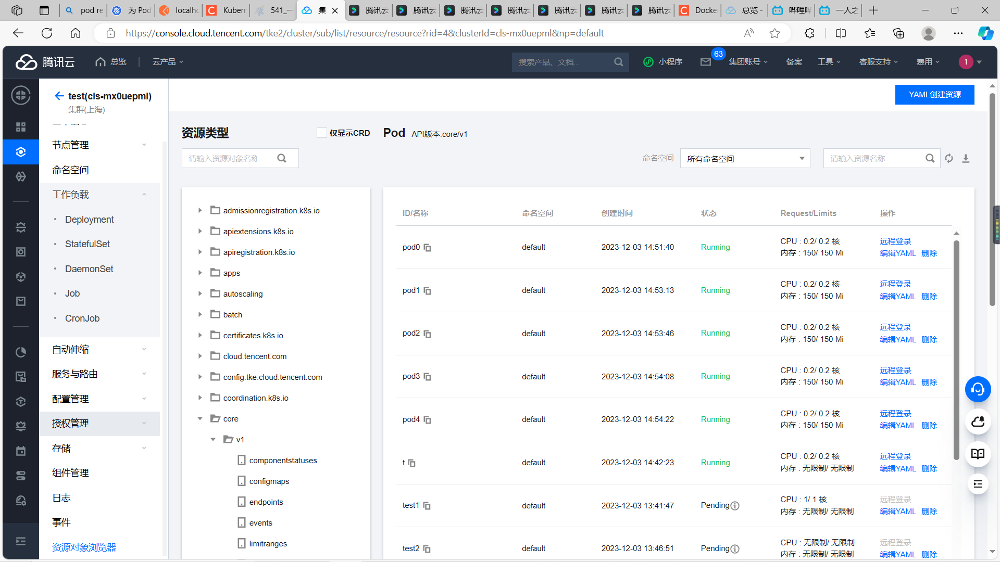 pod re
为 Pod
localho
Kubern
541_一
集
腾讯云
腾讯云
腾讯云
腾讯云
腾讯云
腾讯云
腾讯云
Docke
总览 -
哔哩哔
一人之
https://console.cloud.tencent.com/tke2/cluster/sub/list/resource/resource?rid=4&clusterId=cls-mx0uepml&np=default
腾讯云
总览
云产品
搜索产品、文档...
小程序
63
集团账号
备案
工具
客服支持
费用
1
test(cls-mx0uepml)
集群(上海)
YAML创建资源
节点管理
命名空间
工作负载
Deployment
StatefulSet
DaemonSet
Job
CronJob
自动伸缩
服务与路由
配置管理
授权管理
存储
组件管理
日志
事件
资源对象浏览器
资源类型
仅显示CRD
请输入资源对象名称
admissionregistration.k8s.io
apiextensions.k8s.io
apiregistration.k8s.io
apps
autoscaling
batch
certificates.k8s.io
cloud.tencent.com
config.tke.cloud.tencent.com
coordination.k8s.io
core
v1
componentstatuses
configmaps
endpoints
events
limitranges
Pod API版本:core/v1
命名空间 所有命名空间 请输入资源名称
ID/名称 命名空间 创建时间 状态 Request/Limits 操作
pod0 default 2023-12-03 14:51:40 Running CPU : 0.2/ 0.2 核 远程登录
内存 : 150/ 150 Mi 编辑YAML 删除
pod1 default 2023-12-03 14:53:13 Running CPU : 0.2/ 0.2 核 远程登录
内存 : 150/ 150 Mi 编辑YAML 删除
pod2 default 2023-12-03 14:53:46 Running CPU : 0.2/ 0.2 核 远程登录
内存 : 150/ 150 Mi 编辑YAML 删除
pod3 default 2023-12-03 14:54:08 Running CPU : 0.2/ 0.2 核 远程登录
内存 : 150/ 150 Mi 编辑YAML 删除
pod4 default 2023-12-03 14:54:22 Running CPU : 0.2/ 0.2 核 远程登录
内存 : 150/ 150 Mi 编辑YAML 删除
t default 2023-12-03 14:42:23 Running CPU : 0.2/ 0.2 核 远程登录
内存 : 无限制/ 无限制 编辑YAML 删除
test1 default 2023-12-03 13:41:47 Pending CPU : 1/ 1 核 远程登录
内存 : 无限制/ 无限制 编辑YAML 删除
test2 default 2023-12-03 13:46:51 Pending CPU : 无限制/ 无限制 远程登录
内存 : 无限制/ 无限制 编辑YAML 删除